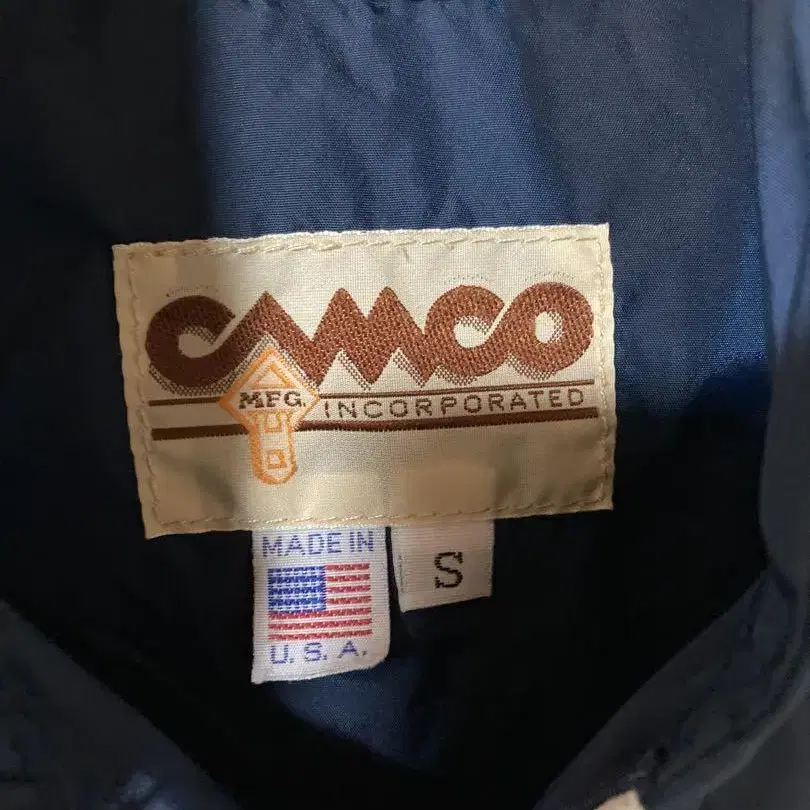 CAMCO
MFG. INCORPORATED
MADE IN
U. S. A.
S